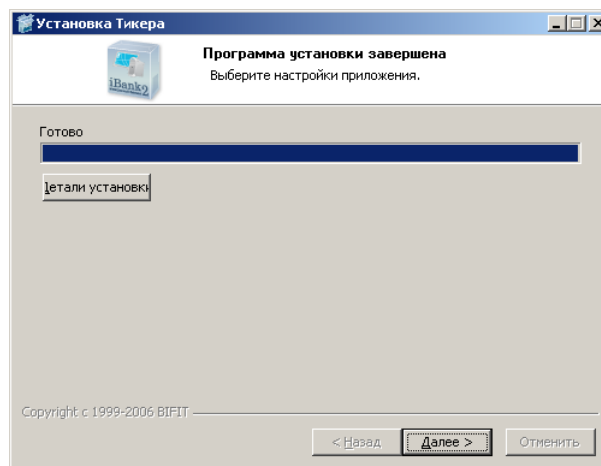 Установка Тикера
iBank2
Программа установки завершена
Выберите настройки приложения.
Готово
Детали установки
Copyright c 1999-2006 BIFIT
< Назад
Далее >
Отменить